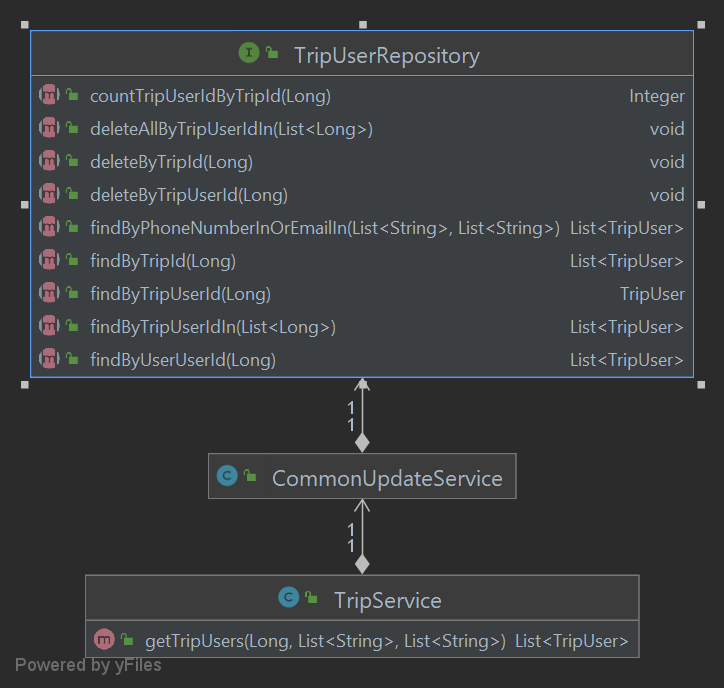 I TripUserRepository
m countTripUserIdByTripId(Long) Integer
m deleteAllByTripUserIdIn(List<Long>) void
m deleteByTripId(Long) void
m deleteByTripUserId(Long) void
m findByPhoneNumberInOrEmailIn(List<String>, List<String>) List<TripUser>
m findByTripId(Long) List<TripUser>
m findByTripUserId(Long) TripUser
m findByTripUserIdIn(List<Long>) List<TripUser>
m findByUserUserId(Long) List<TripUser>
1
1
C CommonUpdateService
1
1
C TripService
m getTripUsers(Long, List<String>, List<String>) List<TripUser>
Powered by yFiles